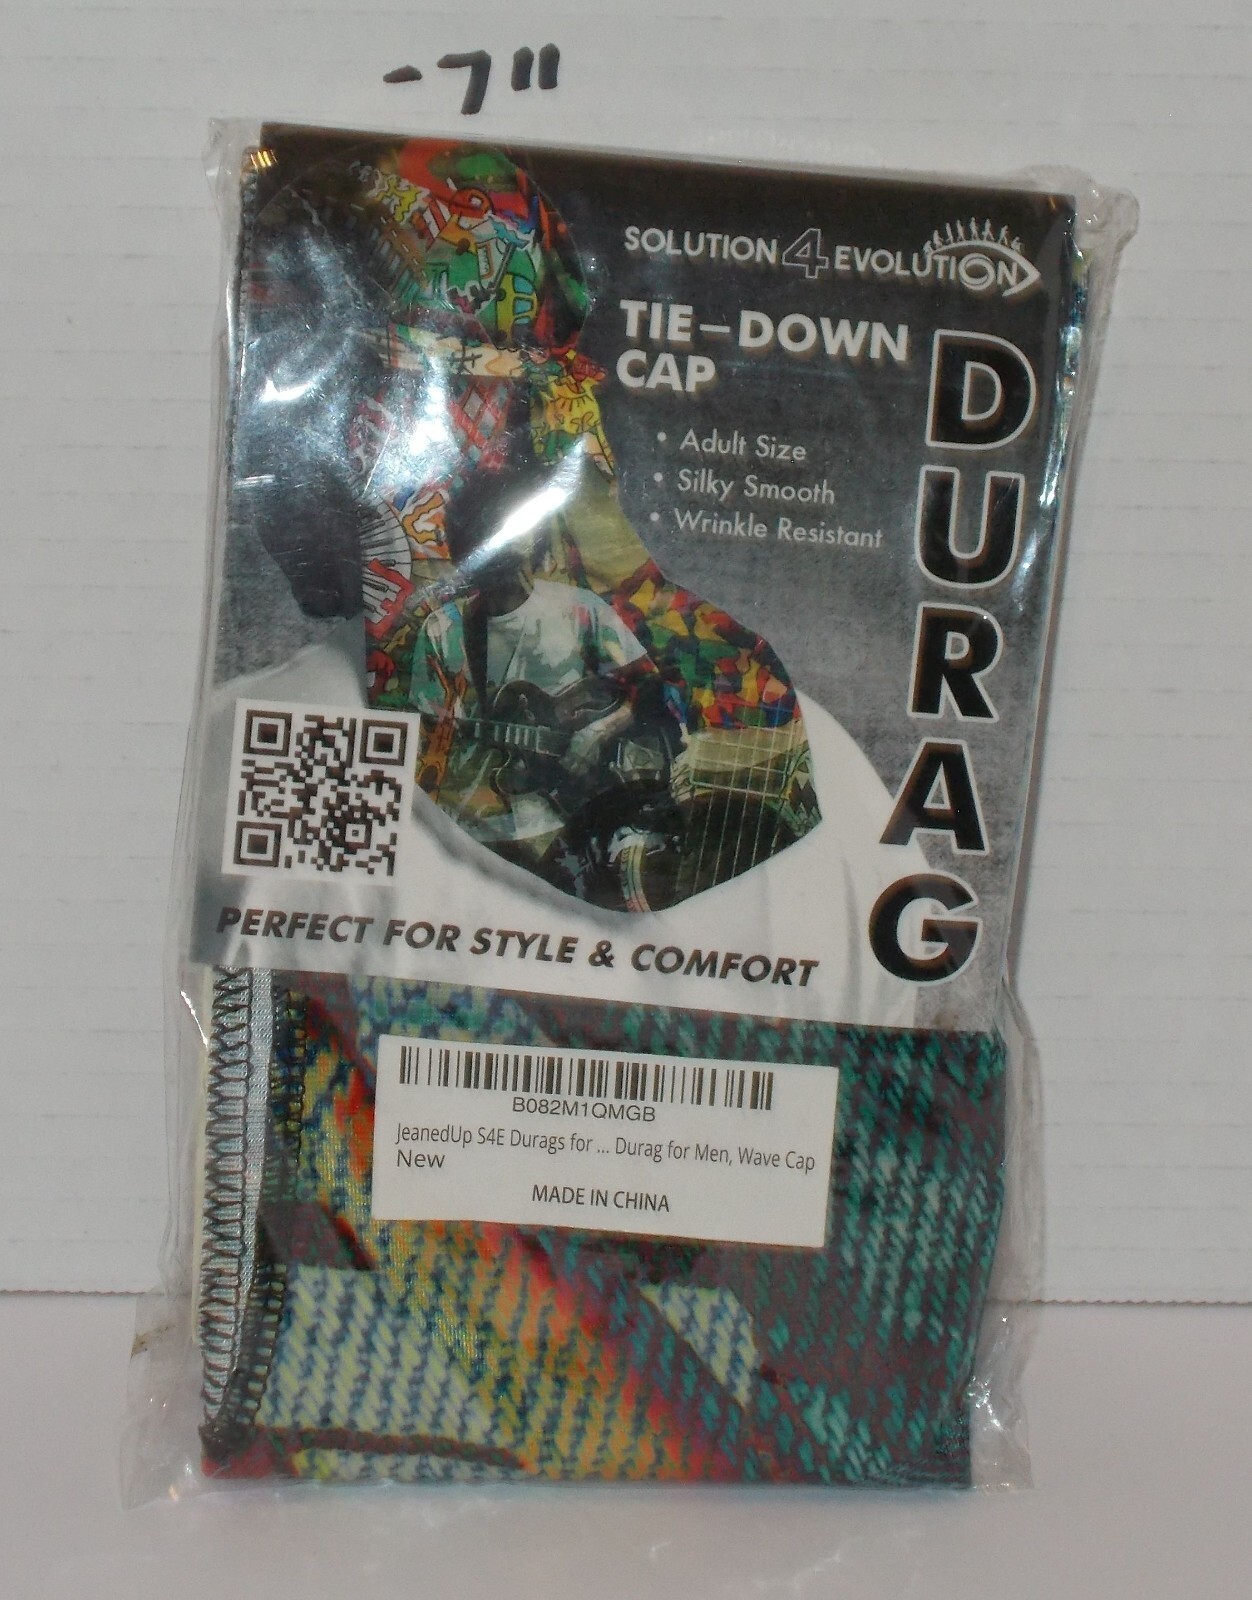 -7"
SOLUTION 4 EVOLUTION
TIE-DOWN
CAP
• Adult Size
• Silky Smooth
• Wrinkle Resistant
DURAG
PERFECT FOR STYLE & COMFORT
B082M1QMGB
JeanedUp S4E Durags for ... Durag for Men, Wave Cap
New
MADE IN CHINA